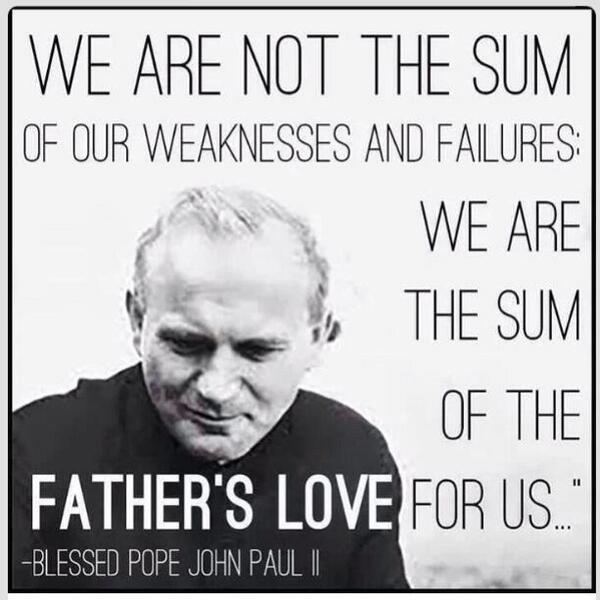 WE ARE NOT THE SUM
OF OUR WEAKNESSES AND FAILURES;
WE ARE
THE SUM
OF THE
FATHER'S LOVE FOR US..."
-BLESSED POPE JOHN PAUL II